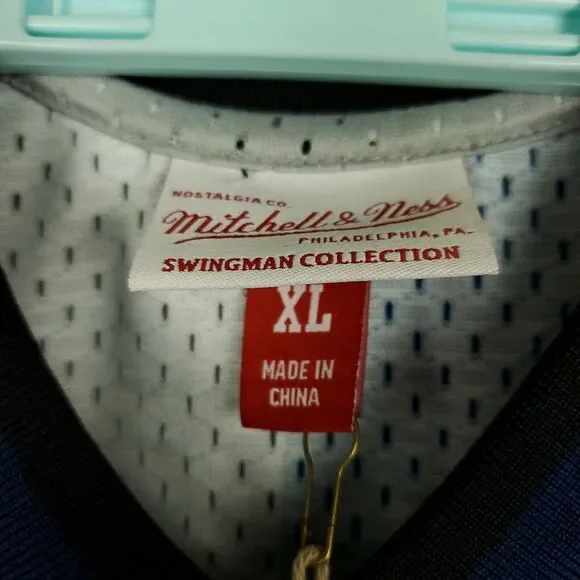 NOSTALGIA CO.
Mitchell & Ness
PHILADELPHIA, PA.
SWINGMAN COLLECTION
XL
MADE IN
CHINA